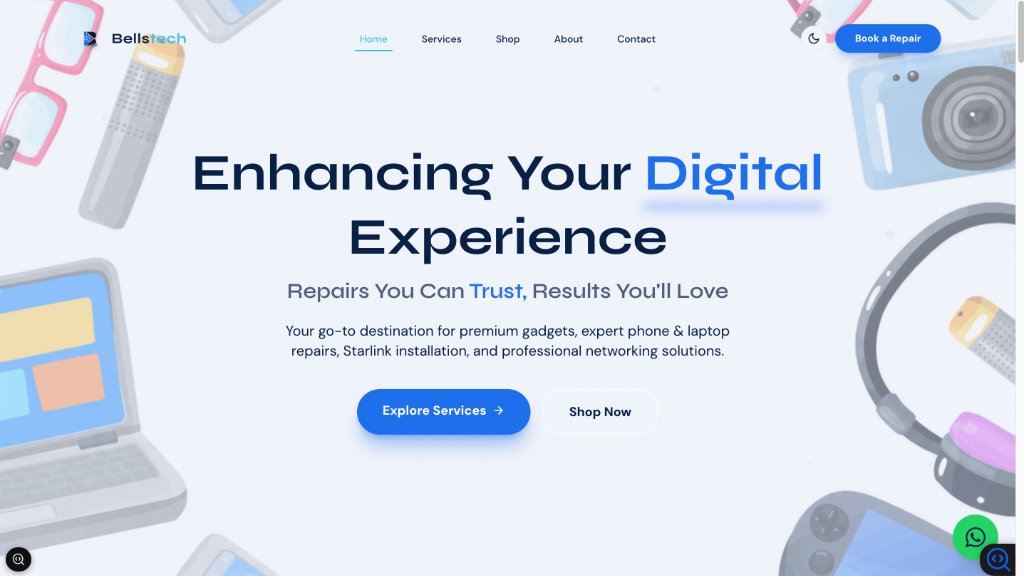 Bellstech
Home
Services
Shop
About
Contact
Book a Repair
Enhancing Your Digital
Experience
Repairs You Can Trust, Results You'll Love
Your go-to destination for premium gadgets, expert phone & laptop
repairs, Starlink installation, and professional networking solutions.
Explore Services →
Shop Now